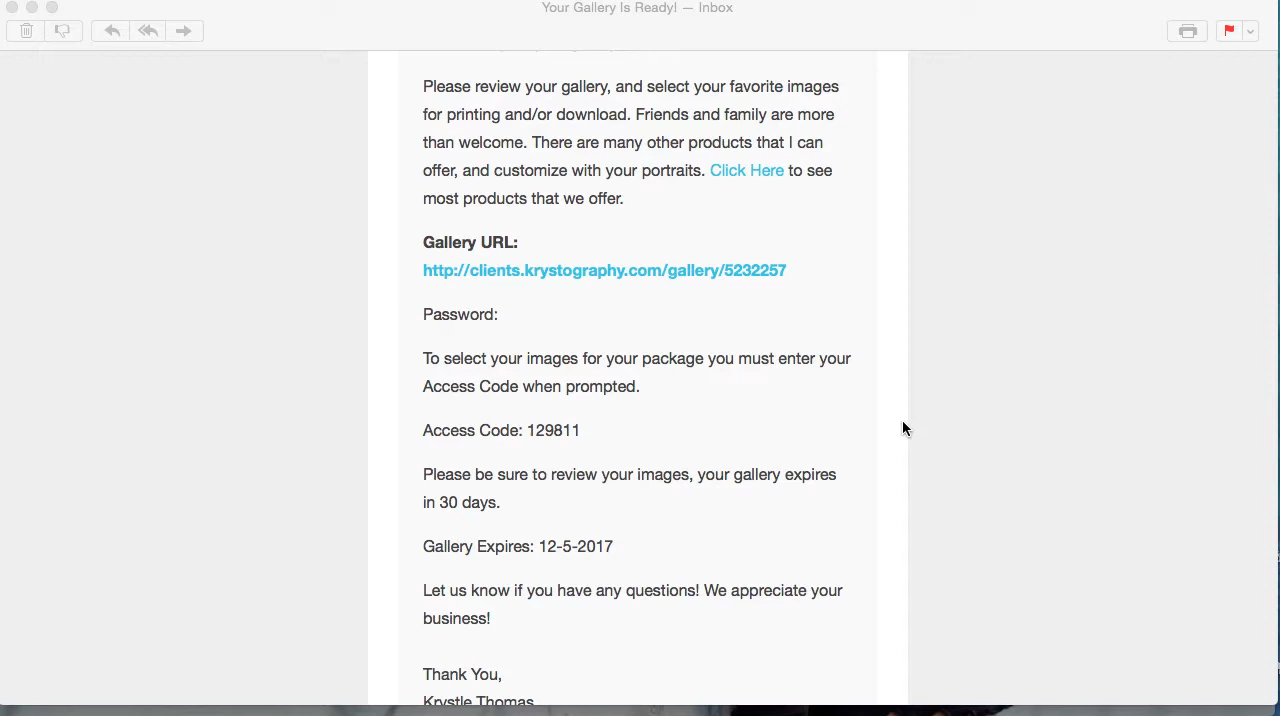 Your Gallery Is Ready! — Inbox
Please review your gallery, and select your favorite images
for printing and/or download. Friends and family are more
than welcome. There are many other products that I can
offer, and customize with your portraits. Click Here to see
most products that we offer.
Gallery URL:
http://clients.krystography.com/gallery/5232257
Password:
To select your images for your package you must enter your
Access Code when prompted.
Access Code: 129811
Please be sure to review your images, your gallery expires
in 30 days.
Gallery Expires: 12-5-2017
Let us know if you have any questions! We appreciate your
business!
Thank You,
Krystle Thomas